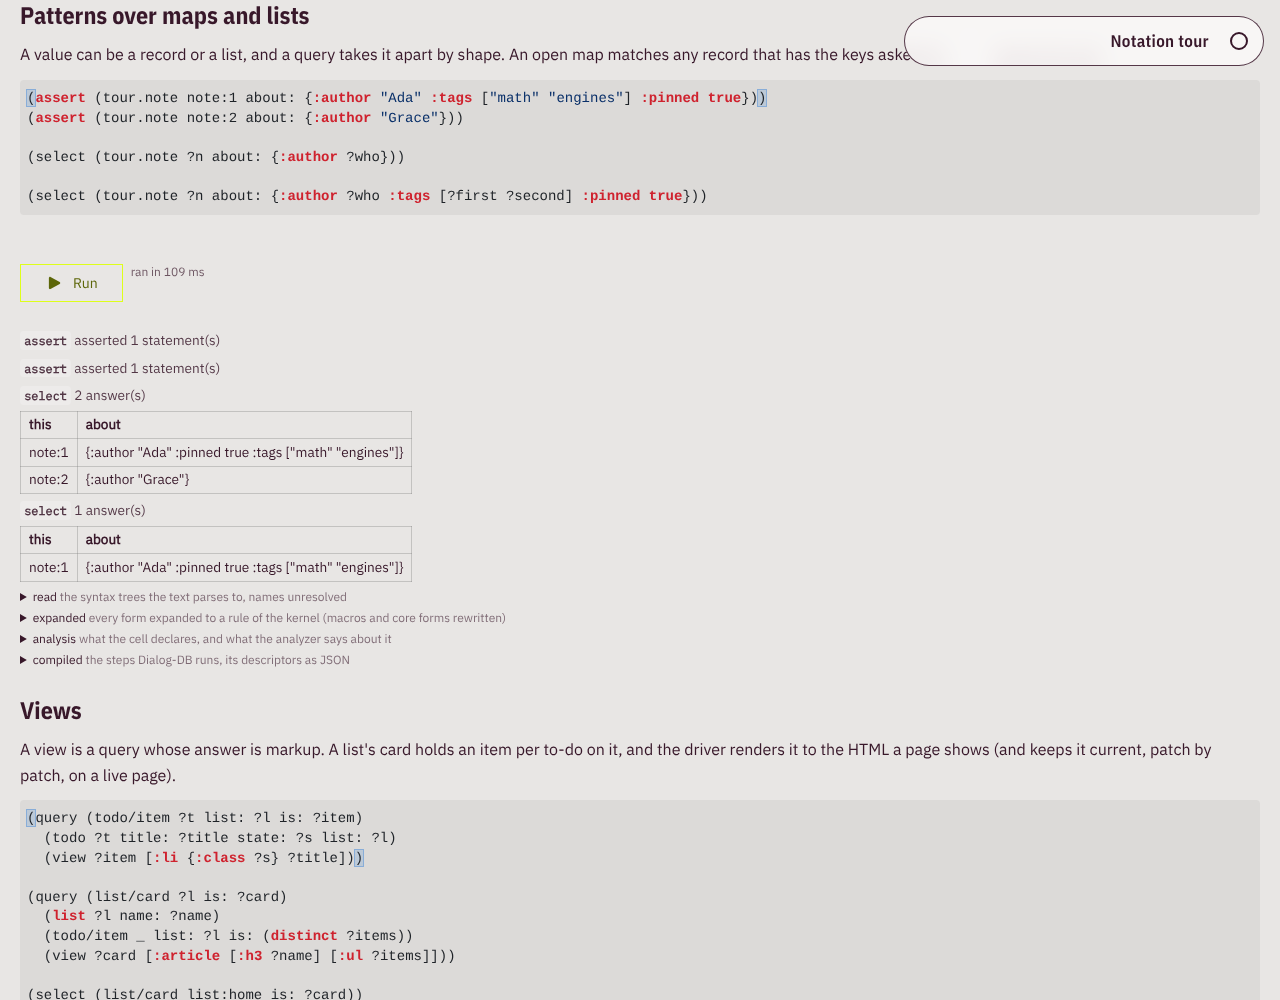 Patterns over maps and lists
Notation tour
A value can be a record or a list, and a query takes it apart by shape. An open map matches any record that has the keys
(assert (tour.note note:1 about: {:author "Ada" :tags ["math" "engines"] :pinned true}))
(assert (tour.note note:2 about: {:author "Grace"}))
(select (tour.note ?n about: {:author ?who}))
(select (tour.note ?n about: {:author ?who :tags [?first ?second] :pinned true}))
Run
ran in 109 ms
assert asserted 1 statement(s)
assert asserted 1 statement(s)
select 2 answer(s)
this about
note:1 {:author "Ada" :pinned true :tags ["math" "engines"]}
note:2 {:author "Grace"}
select 1 answer(s)
this about
note:1 {:author "Ada" :pinned true :tags ["math" "engines"]}
read the syntax trees the text parses to, names unresolved
expanded every form expanded to a rule of the kernel (macros and core forms rewritten)
analysis what the cell declares, and what the analyzer says about it
compiled the steps Dialog-DB runs, its descriptors as JSON
Views
A view is a query whose answer is markup. A list's card holds an item per to-do on it, and the driver renders it to the HTML a page shows (and keeps it current, patch by
patch, on a live page).
(query (todo/item ?t list: ?l is: ?item)
(todo ?t title: ?title state: ?s list: ?l)
(view ?item [:li {:class ?s} ?title]))
(query (list/card ?l is: ?card)
(list ?l name: ?name)
(todo/item _ list: ?l is: (distinct ?items))
(view ?card [:article [:h3 ?name] [:ul ?items]]))
(select (list/card list:home is: ?card))